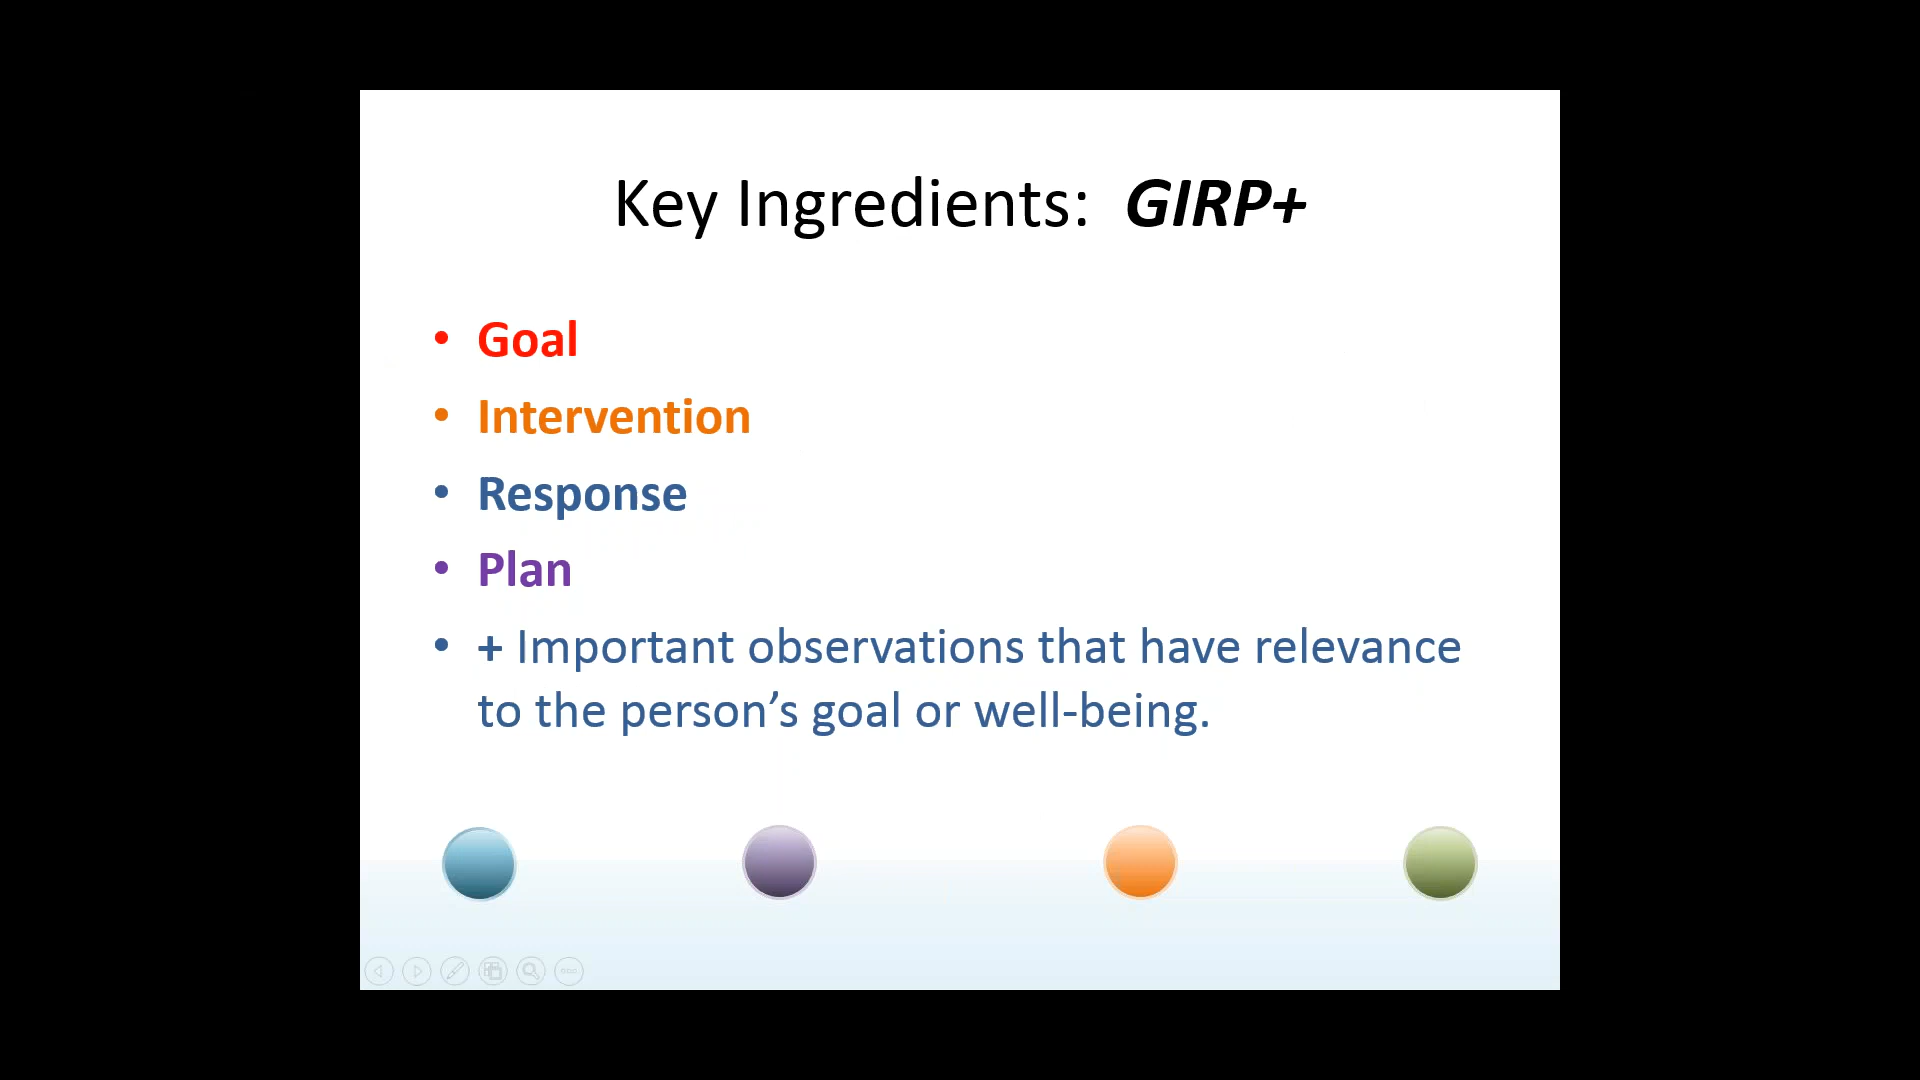 Key Ingredients: GIRP+
• Goal
• Intervention
• Response
• Plan
• + Important observations that have relevance
to the person’s goal or well-being.